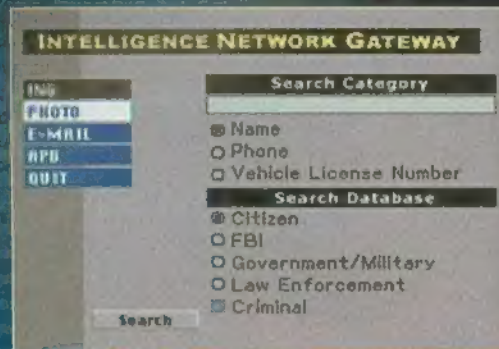 INTELLIGENCE NETWORK GATEWAY
ING
PHOTO
E-MAIL
APB
QUIT
Search Category
Name
Phone
Vehicle License Number
Search Database
Citizen
FBI
Government/Military
Law Enforcement
Criminal
Search